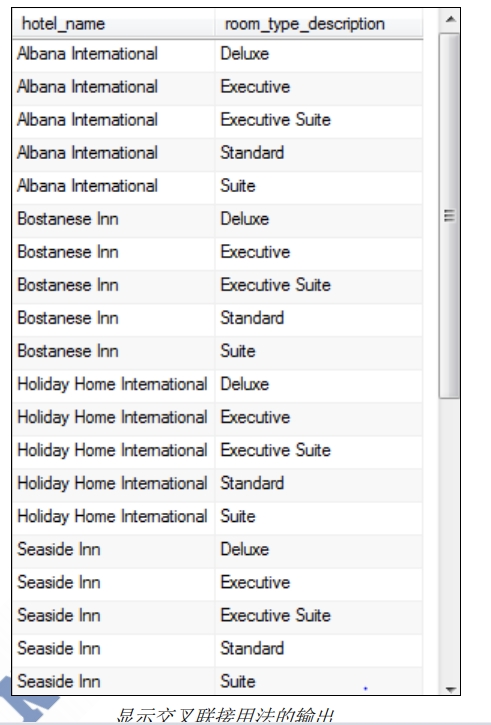 hotel_name room_type_description
Albana International Deluxe
Albana International Executive
Albana International Executive Suite
Albana International Standard
Albana International Suite
Bostanese Inn Deluxe
Bostanese Inn Executive
Bostanese Inn Executive Suite
Bostanese Inn Standard
Bostanese Inn Suite
Holiday Home International Deluxe
Holiday Home International Executive
Holiday Home International Executive Suite
Holiday Home International Standard
Holiday Home International Suite
Seaside Inn Deluxe
Seaside Inn Executive
Seaside Inn Executive Suite
Seaside Inn Standard
Seaside Inn Suite
显示交叉联接用法的输出